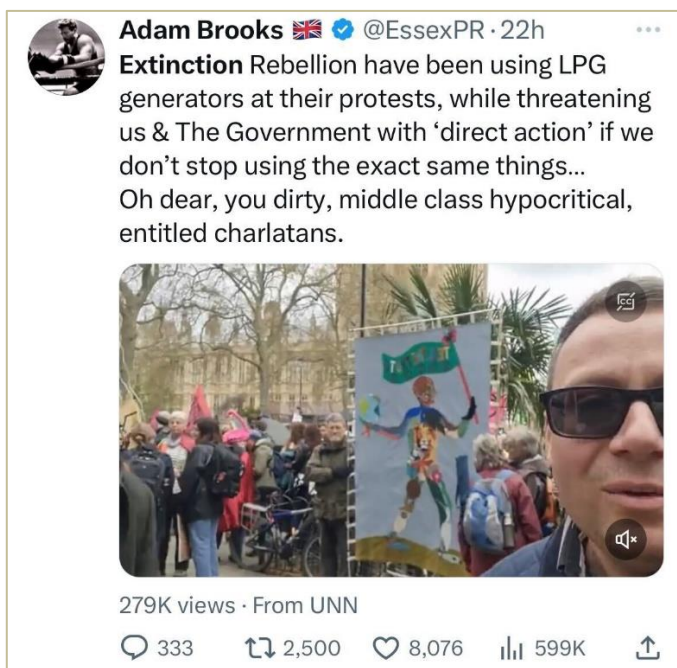 Adam Brooks 🇬🇧 @EssexPR · 22h
Extinction Rebellion have been using LPG
generators at their protests, while threatening
us & The Government with ‘direct action’ if we
don’t stop using the exact same things...
Oh dear, you dirty, middle class hypocritical,
entitled charlatans.
279K views · From UNN
333 2,500 8,076 599K